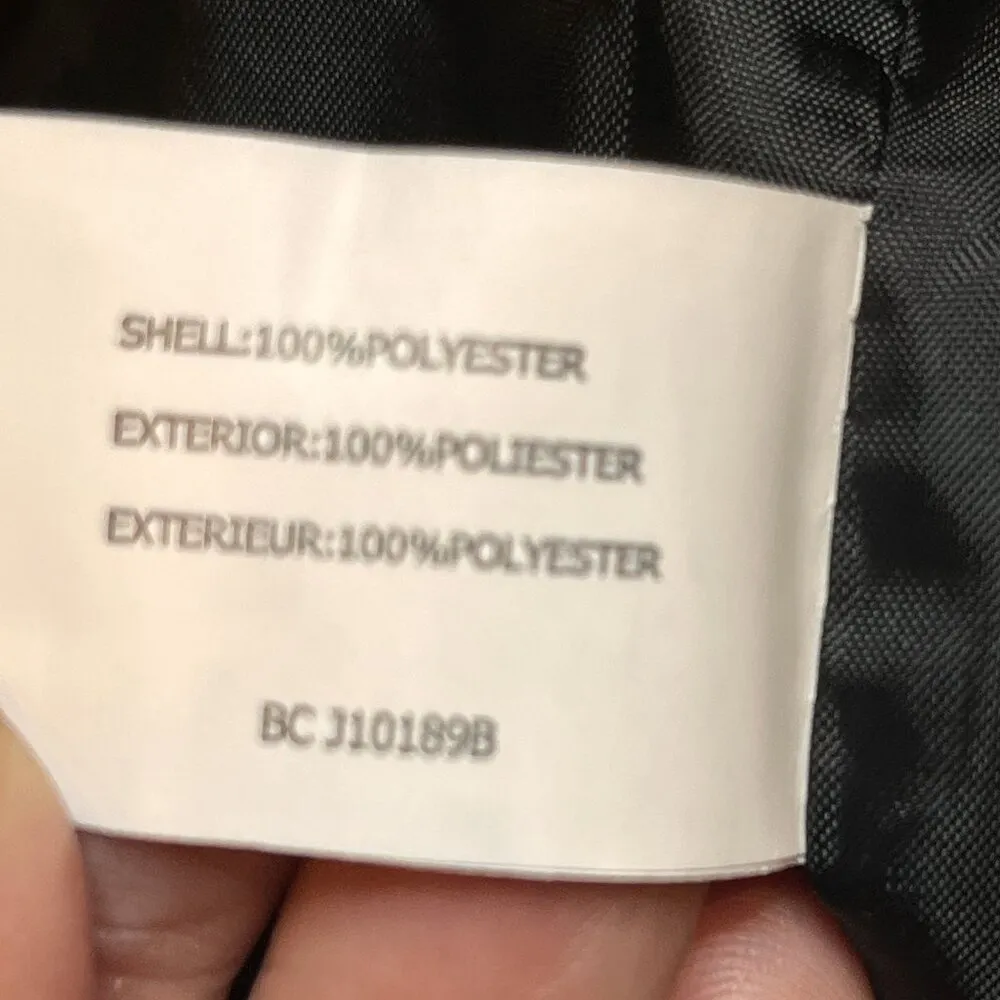 SHELL:100%POLYESTER
EXTERIOR:100%POLIESTER
EXTERIEUR:100%POLYESTER
BC J10189B